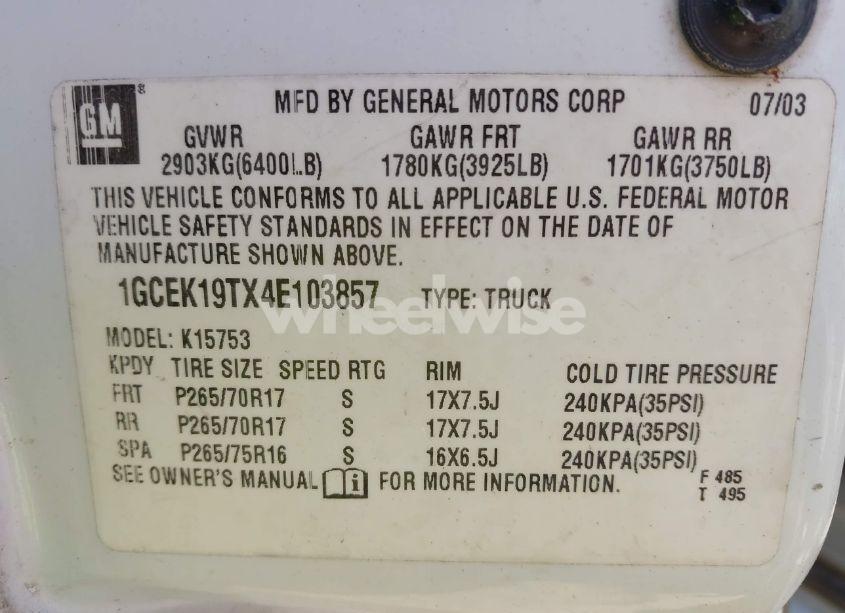 GM
®
MFD BY GENERAL MOTORS CORP 07/03
GVWR GAWR FRT GAWR RR
2903KG(6400LB) 1780KG(3925LB) 1701KG(3750LB)
THIS VEHICLE CONFORMS TO ALL APPLICABLE U.S. FEDERAL MOTOR
VEHICLE SAFETY STANDARDS IN EFFECT ON THE DATE OF
MANUFACTURE SHOWN ABOVE.
1GCEK19TX4E103857 TYPE: TRUCK
wheelwise
MODEL: K15753
KPDY TIRE SIZE SPEED RTG RIM COLD TIRE PRESSURE
FRT P265/70R17 S 17X7.5J 240KPA(35PSI)
RR P265/70R17 S 17X7.5J 240KPA(35PSI)
SPA P265/75R16 S 16X6.5J 240KPA(35PSI)
SEE OWNER'S MANUAL i FOR MORE INFORMATION.
F 485
T 495